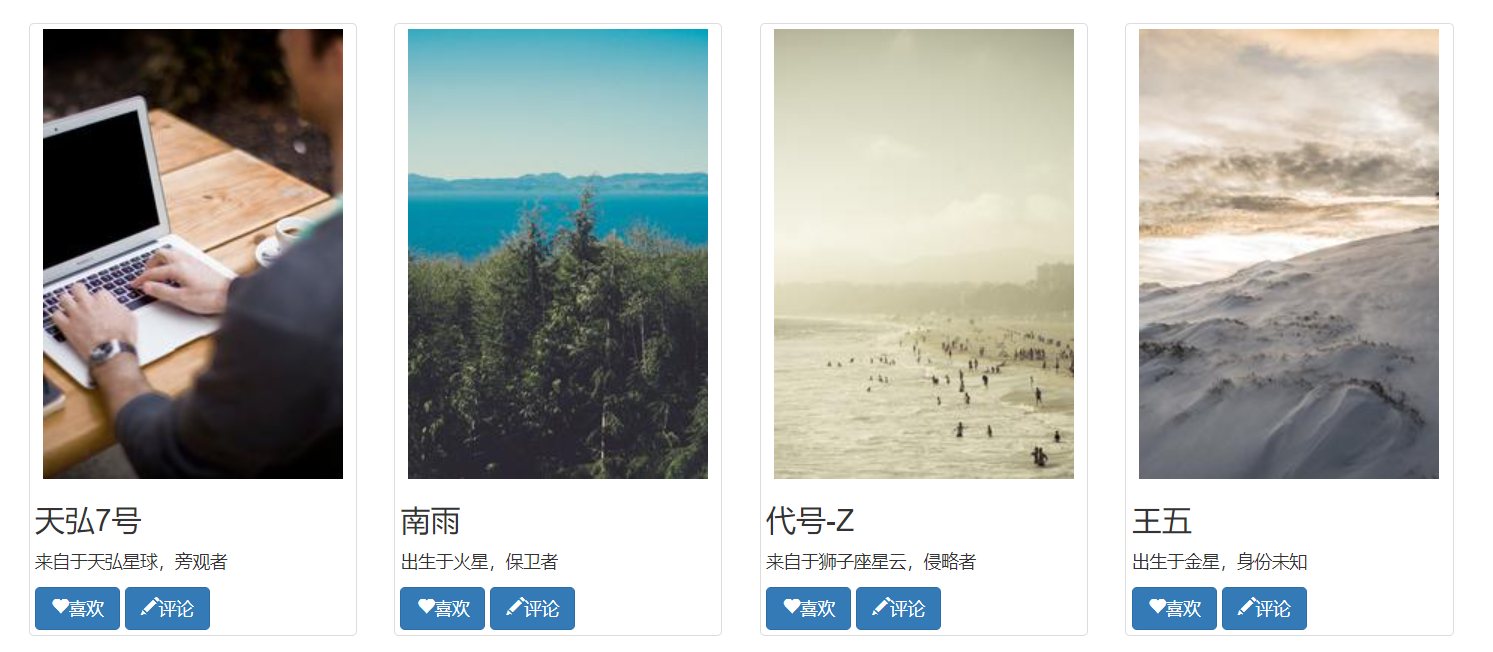 天弘7号
来自于天弘星球，旁观者
喜欢 评论
南雨
出生于火星，保卫者
喜欢 评论
代号-Z
来自于狮子座星云，侵略者
喜欢 评论
王五
出生于金星，身份未知
喜欢 评论